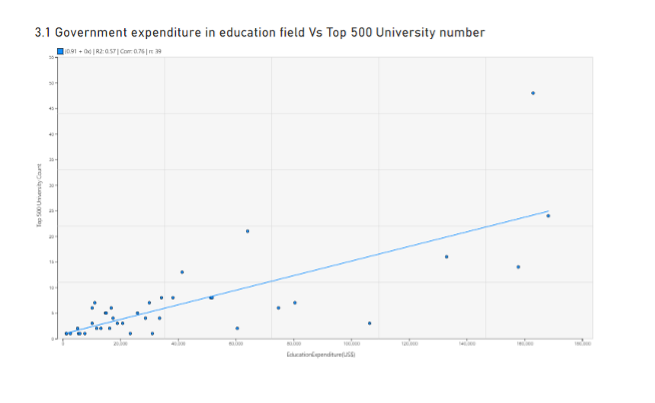 3.1 Government expenditure in education field Vs Top 500 University number
(0.91 + 0x) | R2: 0.57 | Corr: 0.76 | n: 39
Top 500 University Count
55
50
45
40
35
30
25
20
15
10
5
0
0 20,000 40,000 60,000 80,000 100,000 120,000 140,000 160,000 180,000
EducationExpenditure(US$)